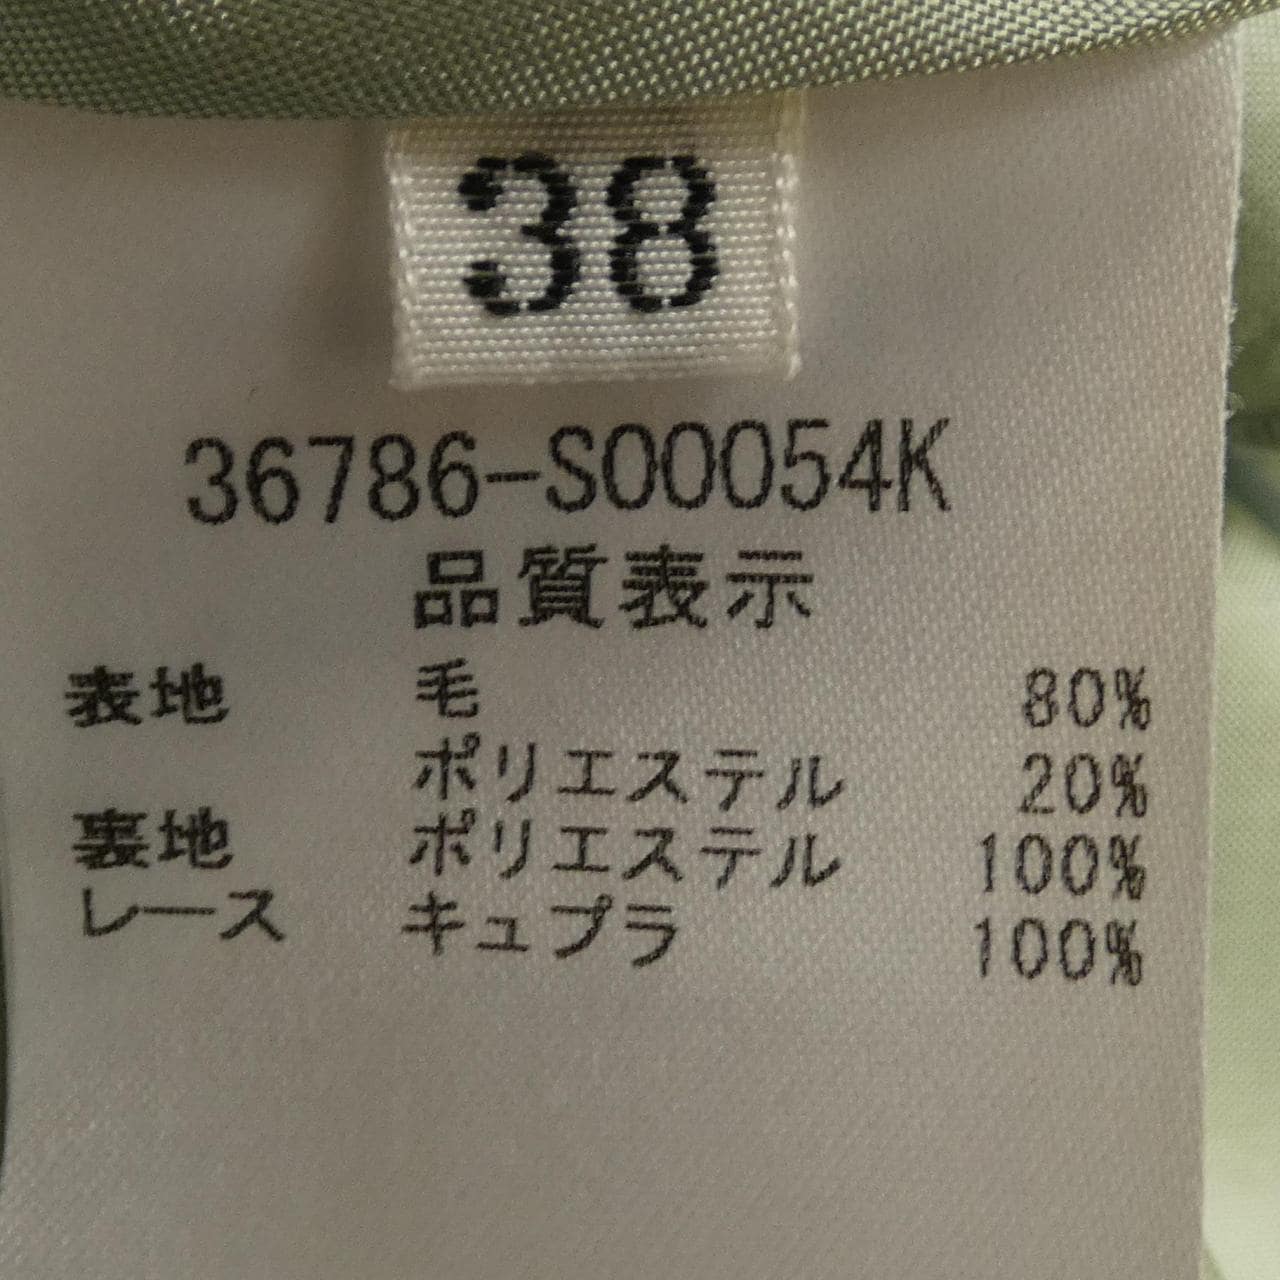 38
36786-S00054K
品質表示
表地 毛 80%
ポリエステル 20%
裏地 ポリエステル 100%
レース キュプラ 100%